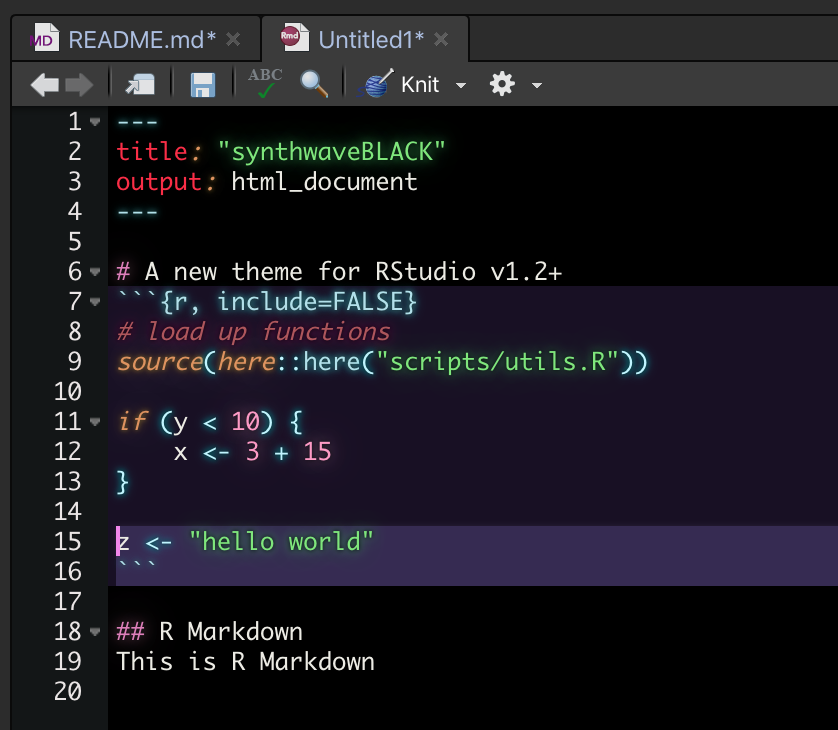 MD README.md* × Rmd Untitled1* ×
ABC Knit
1 ---
2 title: "synthwaveBLACK"
3 output: html_document
4 ---
5
6 # A new theme for RStudio v1.2+
7 ```{r, include=FALSE}
8 # load up functions
9 source(here::here("scripts/utils.R"))
10
11 if (y < 10) {
12     x <- 3 + 15
13 }
14
15 z <- "hello world"
16 ```
17
18 ## R Markdown
19 This is R Markdown
20